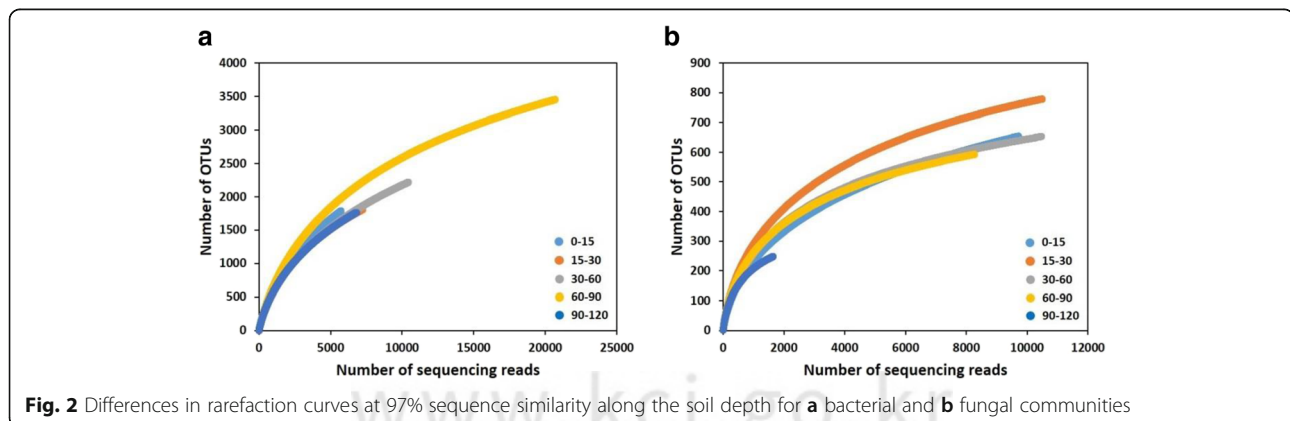 a
4000
3500
3000
2500
2000
1500
1000
500
0
Number of OTUs
0 5000 10000 15000 20000 25000
Number of sequencing reads
0-15
15-30
30-60
60-90
90-120
b
900
800
700
600
500
400
300
200
100
0
Number of OTUs
0 2000 4000 6000 8000 10000 12000
Number of sequencing reads
0-15
15-30
30-60
60-90
90-120
www.kci.go.kr
Fig. 2 Differences in rarefaction curves at 97% sequence similarity along the soil depth for a bacterial and b fungal communities